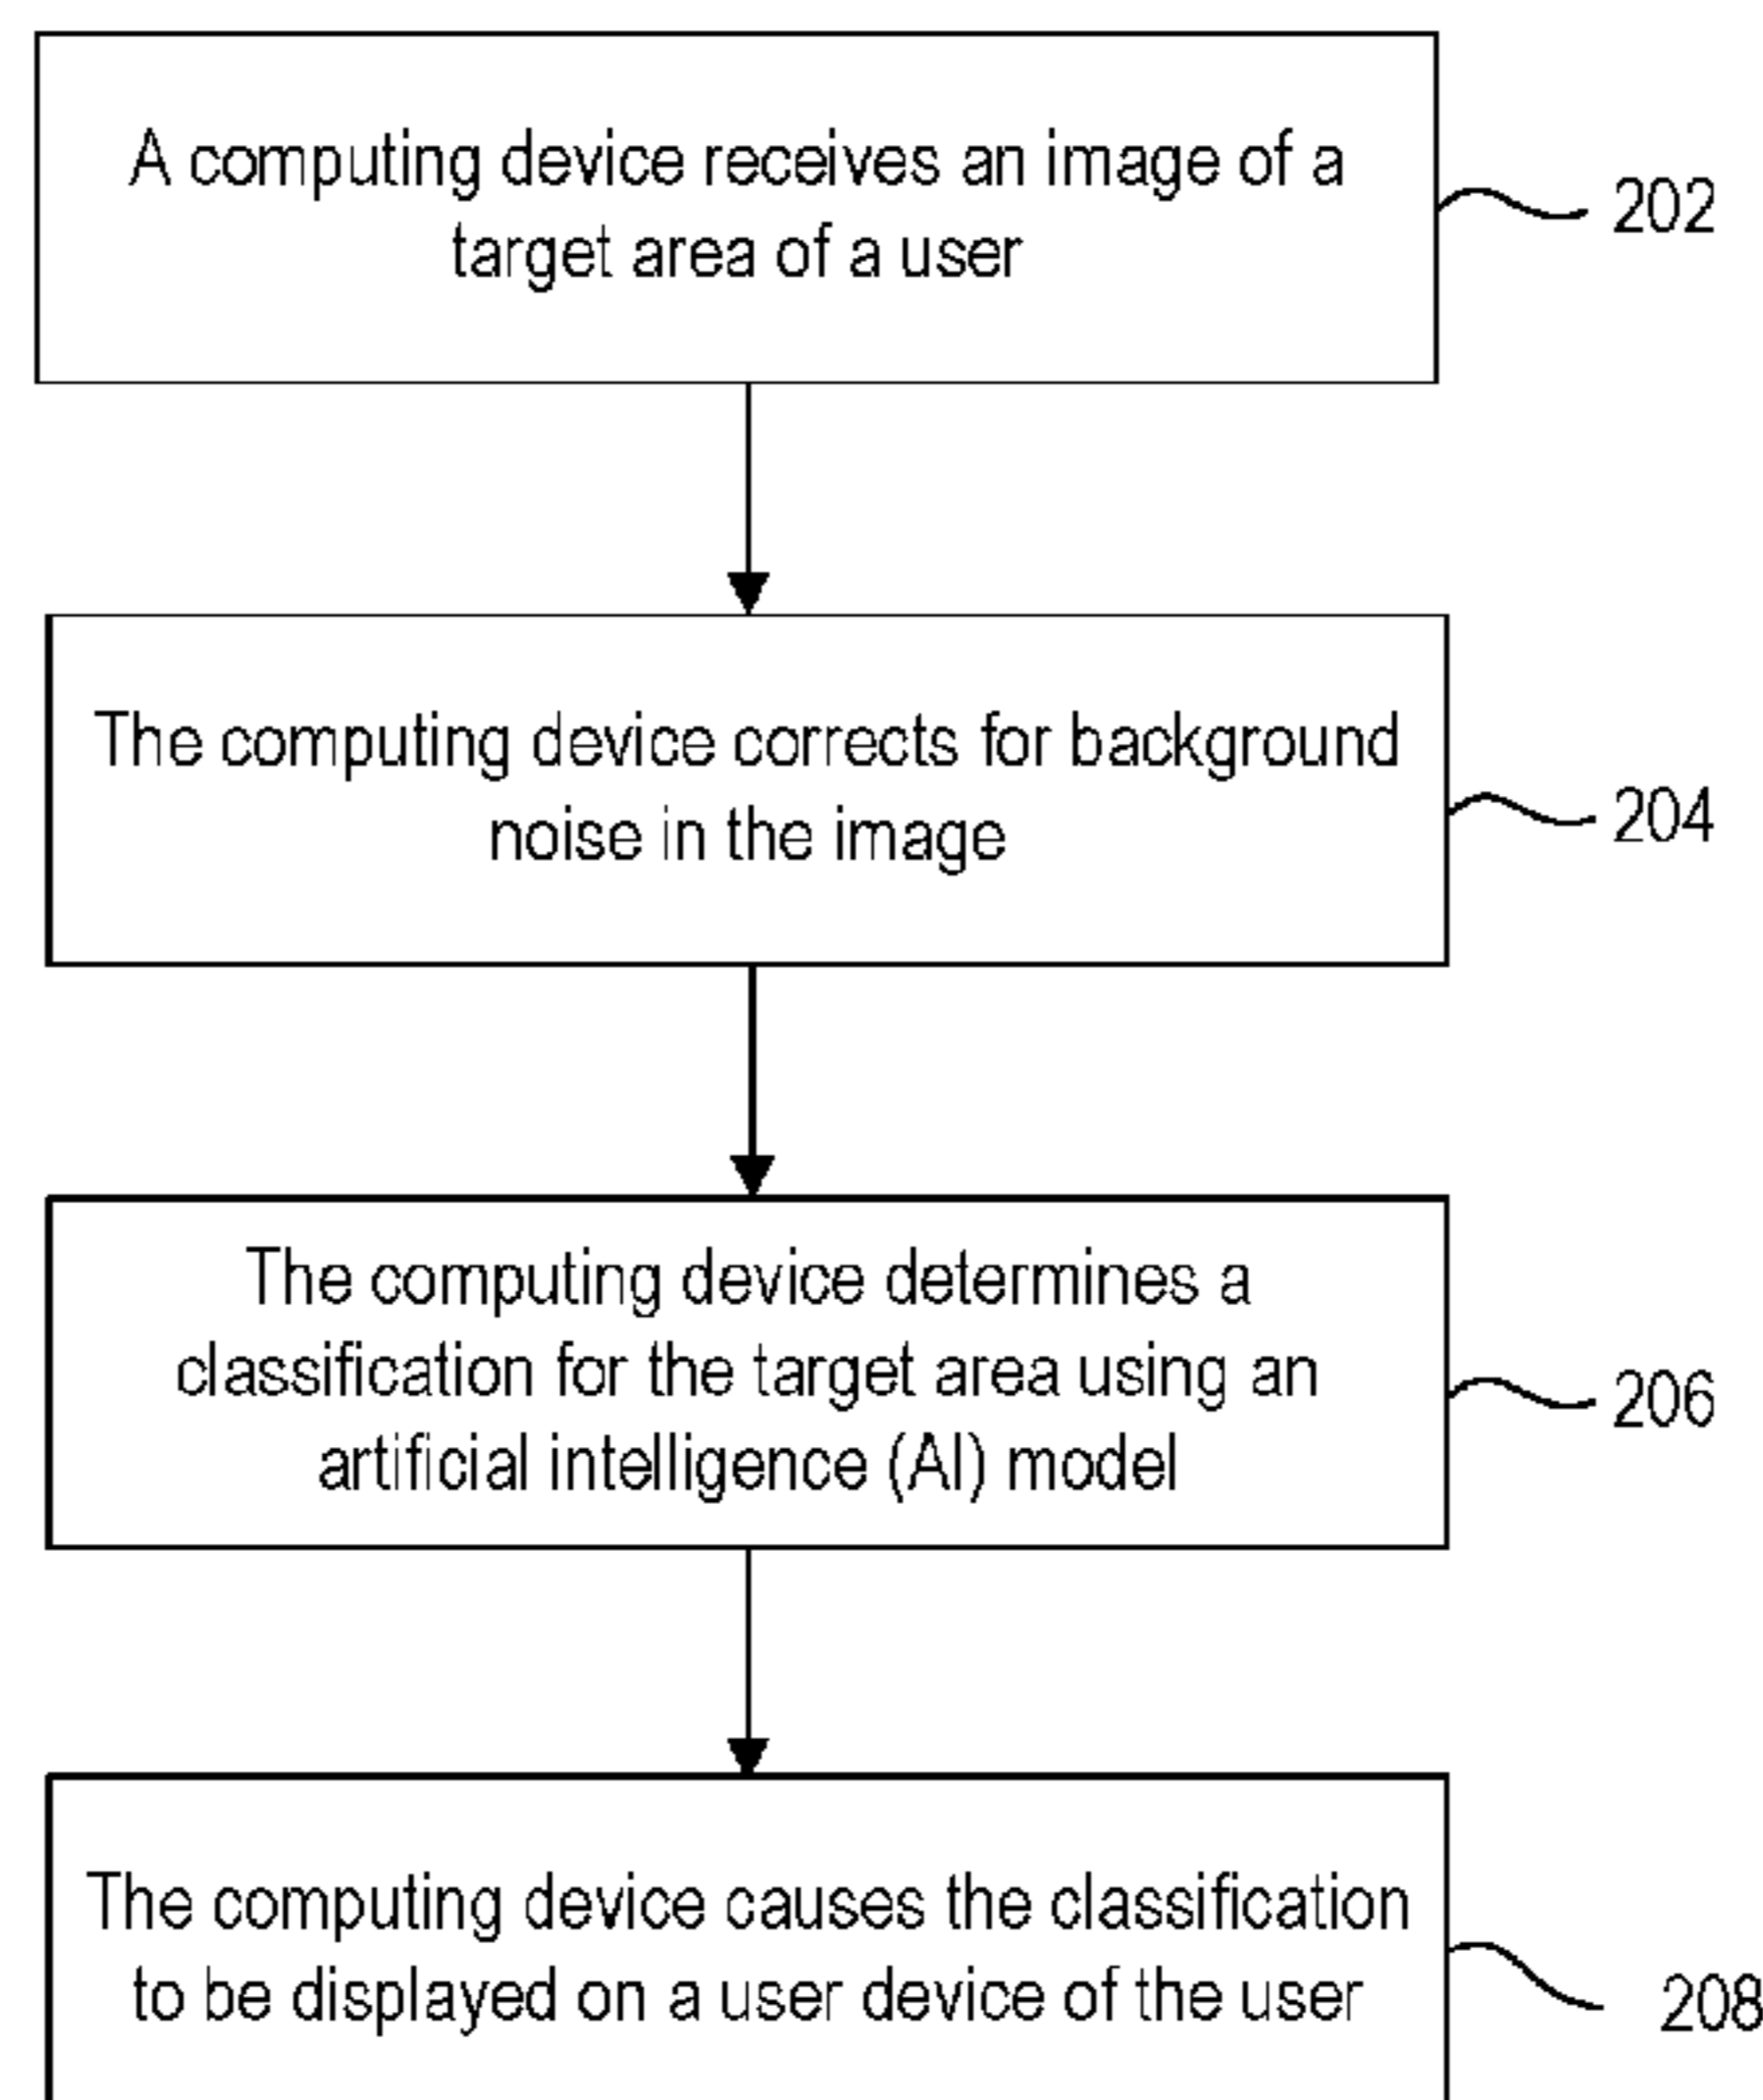 A computing device receives an image of a
target area of a user
202
The computing device corrects for background
noise in the image
204
The computing device determines a
classification for the target area using an
artificial intelligence (AI) model
206
The computing device causes the classification
to be displayed on a user device of the user
208